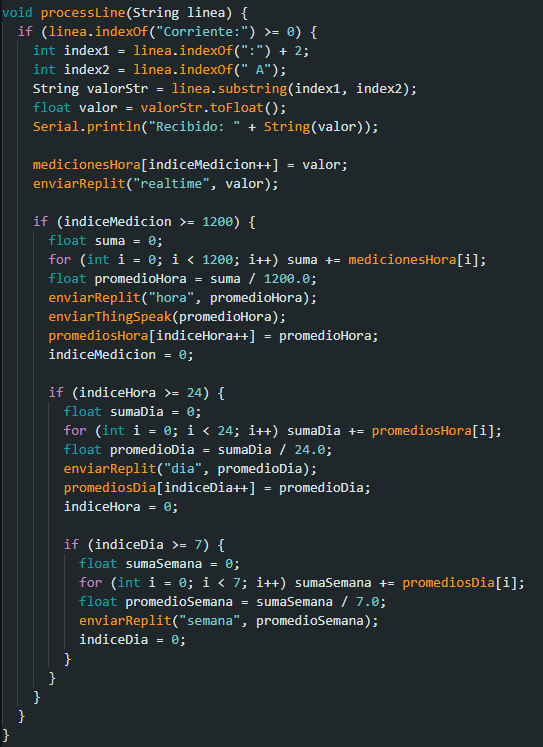 void processLine(String linea) {
  if (linea.indexOf("Corriente:") >= 0) {
    int index1 = linea.indexOf(":") + 2;
    int index2 = linea.indexOf(" A");
    String valorStr = linea.substring(index1, index2);
    float valor = valorStr.toFloat();
    Serial.println("Recibido: " + String(valor));

    medicionesHora[indiceMedicion++] = valor;
    enviarReplit("realtime", valor);

    if (indiceMedicion >= 1200) {
      float suma = 0;
      for (int i = 0; i < 1200; i++) suma += medicionesHora[i];
      float promedioHora = suma / 1200.0;
      enviarReplit("hora", promedioHora);
      enviarThingSpeak(promedioHora);
      promediosHora[indiceHora++] = promedioHora;
      indiceMedicion = 0;

      if (indiceHora >= 24) {
        float sumaDia = 0;
        for (int i = 0; i < 24; i++) sumaDia += promediosHora[i];
        float promedioDia = sumaDia / 24.0;
        enviarReplit("dia", promedioDia);
        promediosDia[indiceDia++] = promedioDia;
        indiceHora = 0;

        if (indiceDia >= 7) {
          float sumaSemana = 0;
          for (int i = 0; i < 7; i++) sumaSemana += promediosDia[i];
          float promedioSemana = sumaSemana / 7.0;
          enviarReplit("semana", promedioSemana);
          indiceDia = 0;
        }
      }
    }
  }
}